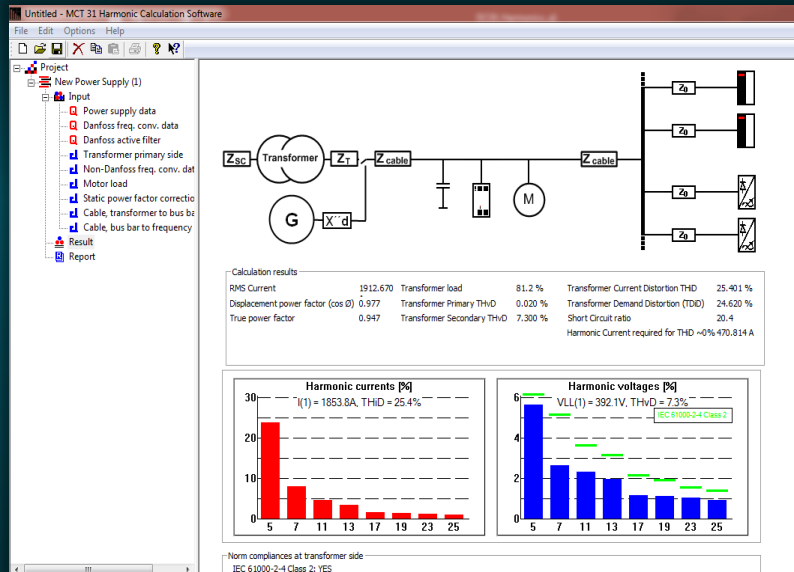 Untitled - MCT 31 Harmonic Calculation Software
File Edit Options Help
Project
New Power Supply (1)
Input
Power supply data
Danfoss freq. conv. data
Danfoss active filter
Transformer primary side
Non-Danfoss freq. conv. dat
Motor load
Static power factor correctio
Cable, transformer to bus ba
Cable, bus bar to frequency
Result
Report
ZSC Transformer ZT Zcable Zcable
G X¨d M
Z0
Z0
Z0
Z0
Calculation results
RMS Current 1912.670 Transformer load 81.2 % Transformer Current Distortion THiD 25.401 %
Displacement power factor (cos Ø) 0.977 Transformer Primary THvD 0.020 % Transformer Demand Distortion (TDiD) 24.620 %
True power factor 0.947 Transformer Secondary THvD 7.300 % Short Circuit ratio 20.4
Harmonic Current required for THiD ~0% 470.814 A
Harmonic currents [%]
I(1) = 1853.8A, THiD = 25.4%
30
20
10
0
5 7 11 13 17 19 23 25
Harmonic voltages [%]
VLL(1) = 392.1V, THvD = 7.3%
IEC 61000-2-4 Class 2
6
4
2
0
5 7 11 13 17 19 23 25
Norm compliances at transformer side
IEC 61000-2-4 Class 2: YES